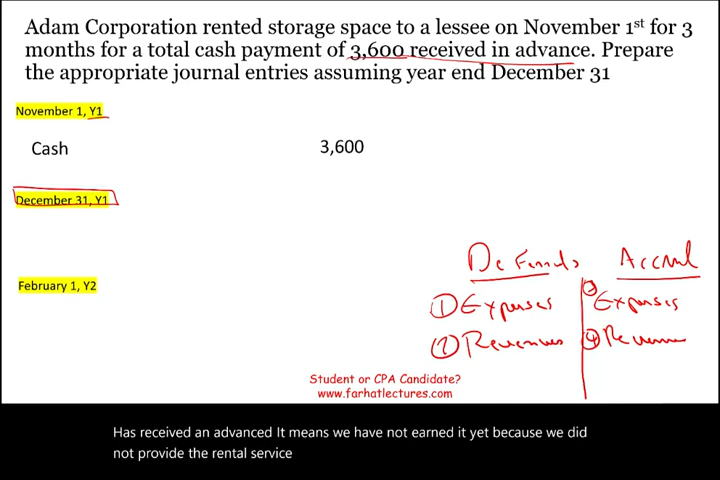 Adam Corporation rented storage space to a lessee on November 1st for 3
months for a total cash payment of 3,600 received in advance. Prepare
the appropriate journal entries assuming year end December 31
November 1, Y1
Cash 3,600
December 31, Y1
Deferrals Accrual
① Expenses ③ Expenses
② Revenues ④ Revenue
February 1, Y2
Student or CPA Candidate?
www.farhatlectures.com
Has received an advanced It means we have not earned it yet because we did
not provide the rental service